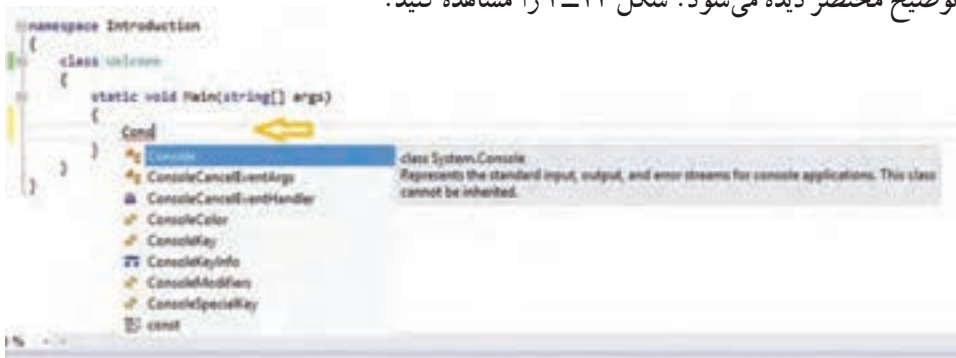 توضیح مختصر دیده می‌شود. شکل ۱۱ــ۲ را مشاهده کنید.
namespace Introduction
{
class welcome
{
static void Main(string[] args)
{
Cons
}
}
}
Console
ConsoleCancelEventArgs
ConsoleCancelEventHandler
ConsoleColor
ConsoleKey
ConsoleKeyInfo
ConsoleModifiers
ConsoleSpecialKey
const
class System.Console
Represents the standard input, output, and error streams for console applications. This class
cannot be inherited.
%